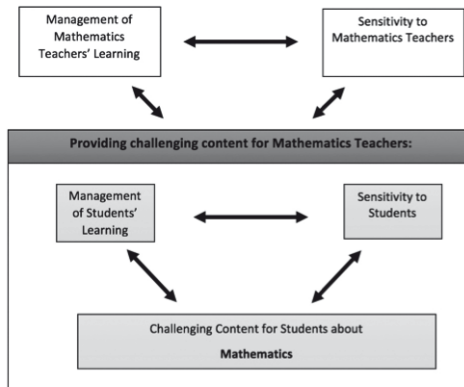 Management of
Mathematics
Teachers' Learning
Sensitivity to
Mathematics Teachers
Providing challenging content for Mathematics Teachers:
Management
of Students'
Learning
Sensitivity to
Students
Challenging Content for Students about
Mathematics